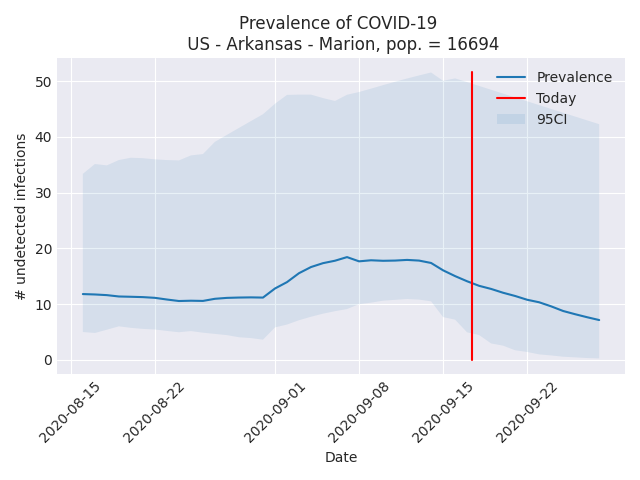 Prevalence of COVID-19
US - Arkansas - Marion, pop. = 16694
# undetected infections
50
40
30
20
10
0
Prevalence
Today
95CI
2020-08-15
2020-08-22
2020-09-01
2020-09-08
2020-09-15
2020-09-22
Date